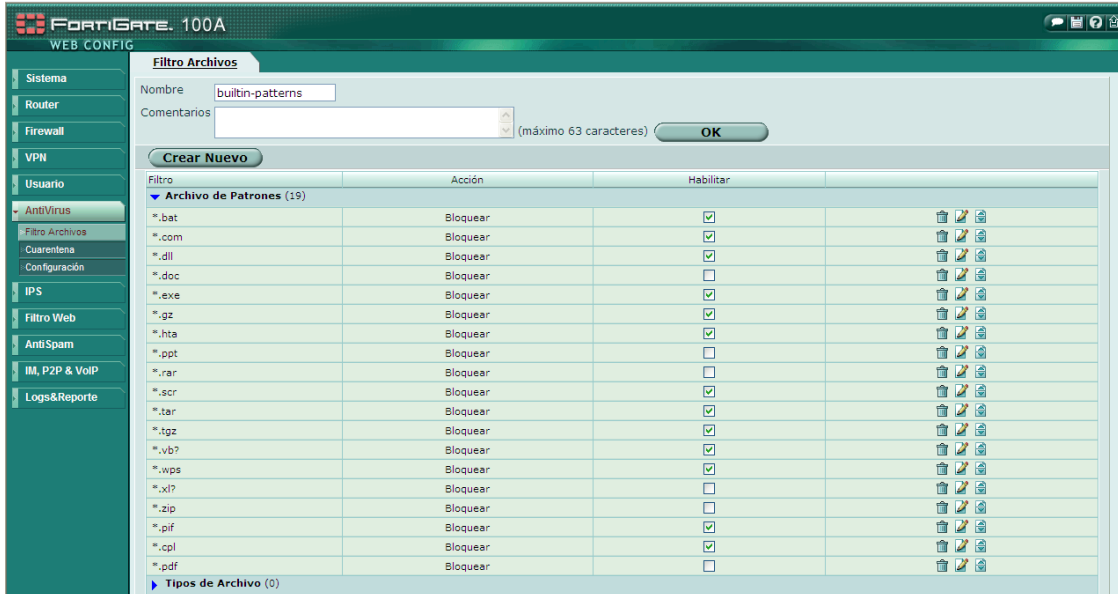 FORTIGATE. 100A
WEB CONFIG
Sistema
Router
Firewall
VPN
Usuario
AntiVirus
Filtro Archivos
Cuarentena
Configuración
IPS
Filtro Web
AntiSpam
IM, P2P & VoIP
Logs&Reporte
Filtro Archivos
Nombre builtin-patterns
Comentarios (máximo 63 caracteres) OK
Crear Nuevo
Filtro Acción Habilitar
Archivo de Patrones (19)
*.bat Bloquear
*.com Bloquear
*.dll Bloquear
*.doc Bloquear
*.exe Bloquear
*.gz Bloquear
*.hta Bloquear
*.ppt Bloquear
*.rar Bloquear
*.scr Bloquear
*.tar Bloquear
*.tgz Bloquear
*.vb? Bloquear
*.wps Bloquear
*.xl? Bloquear
*.zip Bloquear
*.pif Bloquear
*.cpl Bloquear
*.pdf Bloquear
Tipos de Archivo (0)